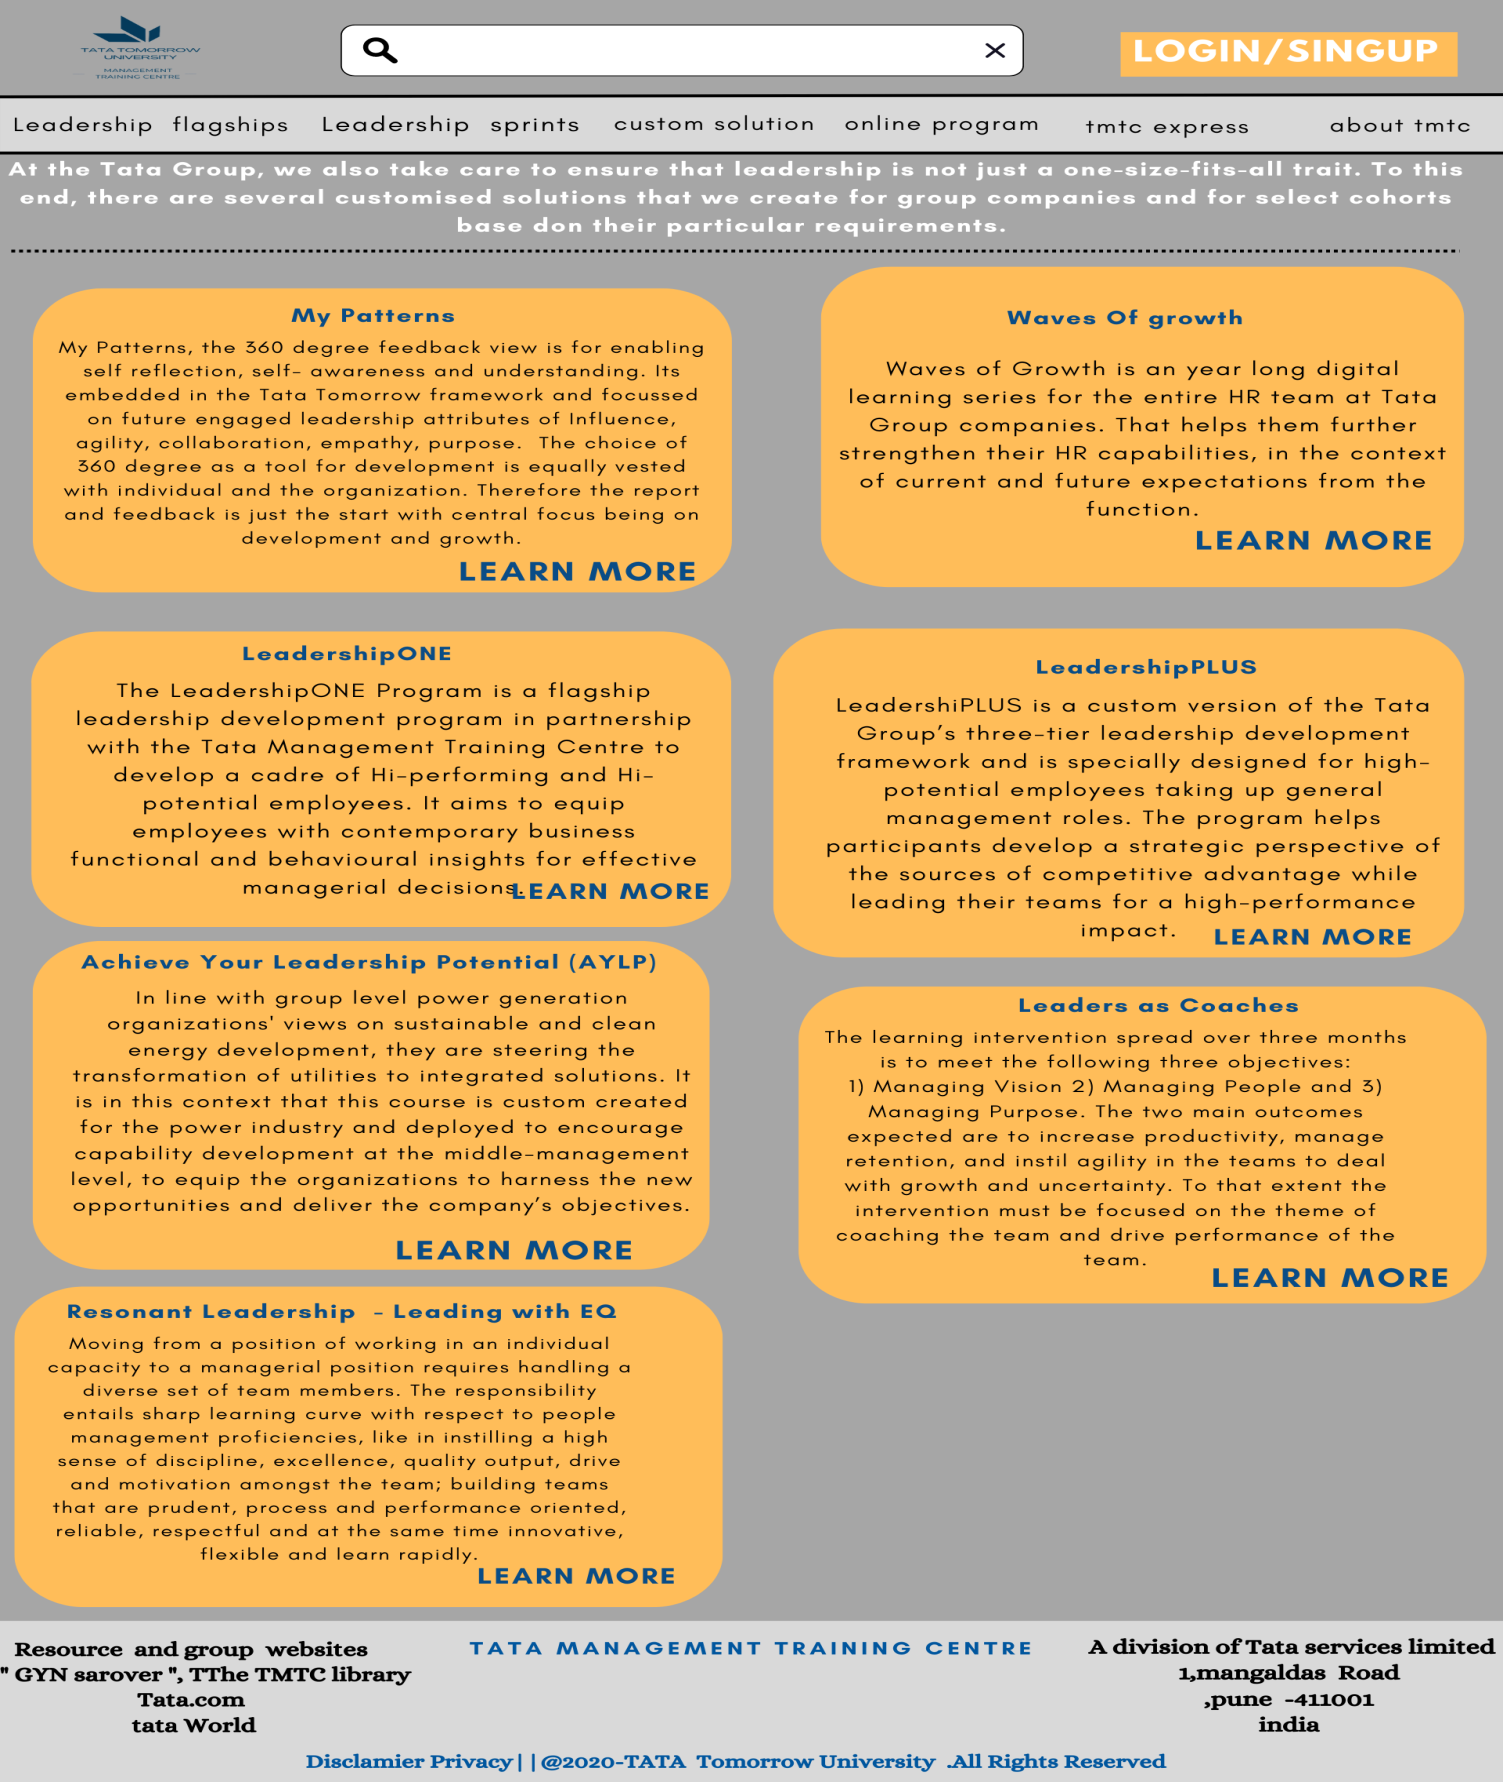 TATA TOMORROW
UNIVERSITY
MANAGEMENT
TRAINING CENTRE
LOGIN/SINGUP
Leadership flagships
Leadership sprints
custom solution
online program
tmtc express
about tmtc
At the Tata Group, we also take care to ensure that leadership is not just a one-size-fits-all trait. To this
end, there are several customised solutions that we create for group companies and for select cohorts
base don their particular requirements.
My Patterns
My Patterns, the 360 degree feedback view is for enabling
self reflection, self- awareness and understanding. Its
embedded in the Tata Tomorrow framework and focussed
on future engaged leadership attributes of Influence,
agility, collaboration, empathy, purpose. The choice of
360 degree as a tool for development is equally vested
with individual and the organization. Therefore the report
and feedback is just the start with central focus being on
development and growth.
LEARN MORE
Waves Of growth
Waves of Growth is an year long digital
learning series for the entire HR team at Tata
Group companies. That helps them further
strengthen their HR capabilities, in the context
of current and future expectations from the
function.
LEARN MORE
LeadershipONE
The LeadershipONE Program is a flagship
leadership development program in partnership
with the Tata Management Training Centre to
develop a cadre of Hi-performing and Hi-
potential employees. It aims to equip
employees with contemporary business
functional and behavioural insights for effective
managerial decisions.
LEARN MORE
LeadershipPLUS
LeadershiPLUS is a custom version of the Tata
Group's three-tier leadership development
framework and is specially designed for high-
potential employees taking up general
management roles. The program helps
participants develop a strategic perspective of
the sources of competitive advantage while
leading their teams for a high-performance
impact.
LEARN MORE
Achieve Your Leadership Potential (AYLP)
In line with group level power generation
organizations' views on sustainable and clean
energy development, they are steering the
transformation of utilities to integrated solutions. It
is in this context that this course is custom created
for the power industry and deployed to encourage
capability development at the middle-management
level, to equip the organizations to harness the new
opportunities and deliver the company's objectives.
LEARN MORE
Leaders as Coaches
The learning intervention spread over three months
is to meet the following three objectives:
1) Managing Vision 2) Managing People and 3)
Managing Purpose. The two main outcomes
expected are to increase productivity, manage
retention, and instil agility in the teams to deal
with growth and uncertainty. To that extent the
intervention must be focused on the theme of
coaching the team and drive performance of the
team.
LEARN MORE
Resonant Leadership - Leading with EQ
Moving from a position of working in an individual
capacity to a managerial position requires handling a
diverse set of team members. The responsibility
entails sharp learning curve with respect to people
management proficiencies, like in instilling a high
sense of discipline, excellence, quality output, drive
and motivation amongst the team; building teams
that are prudent, process and performance oriented,
reliable, respectful and at the same time innovative,
flexible and learn rapidly.
LEARN MORE
Resource and group websites
" GYN sarover ", TThe TMTC library
Tata.com
tata World
TATA MANAGEMENT TRAINING CENTRE
A division of Tata services limited
1,mangaldas Road
,pune -411001
india
Disclamier Privacy||@2020-TATA Tomorrow University .All Rights Reserved